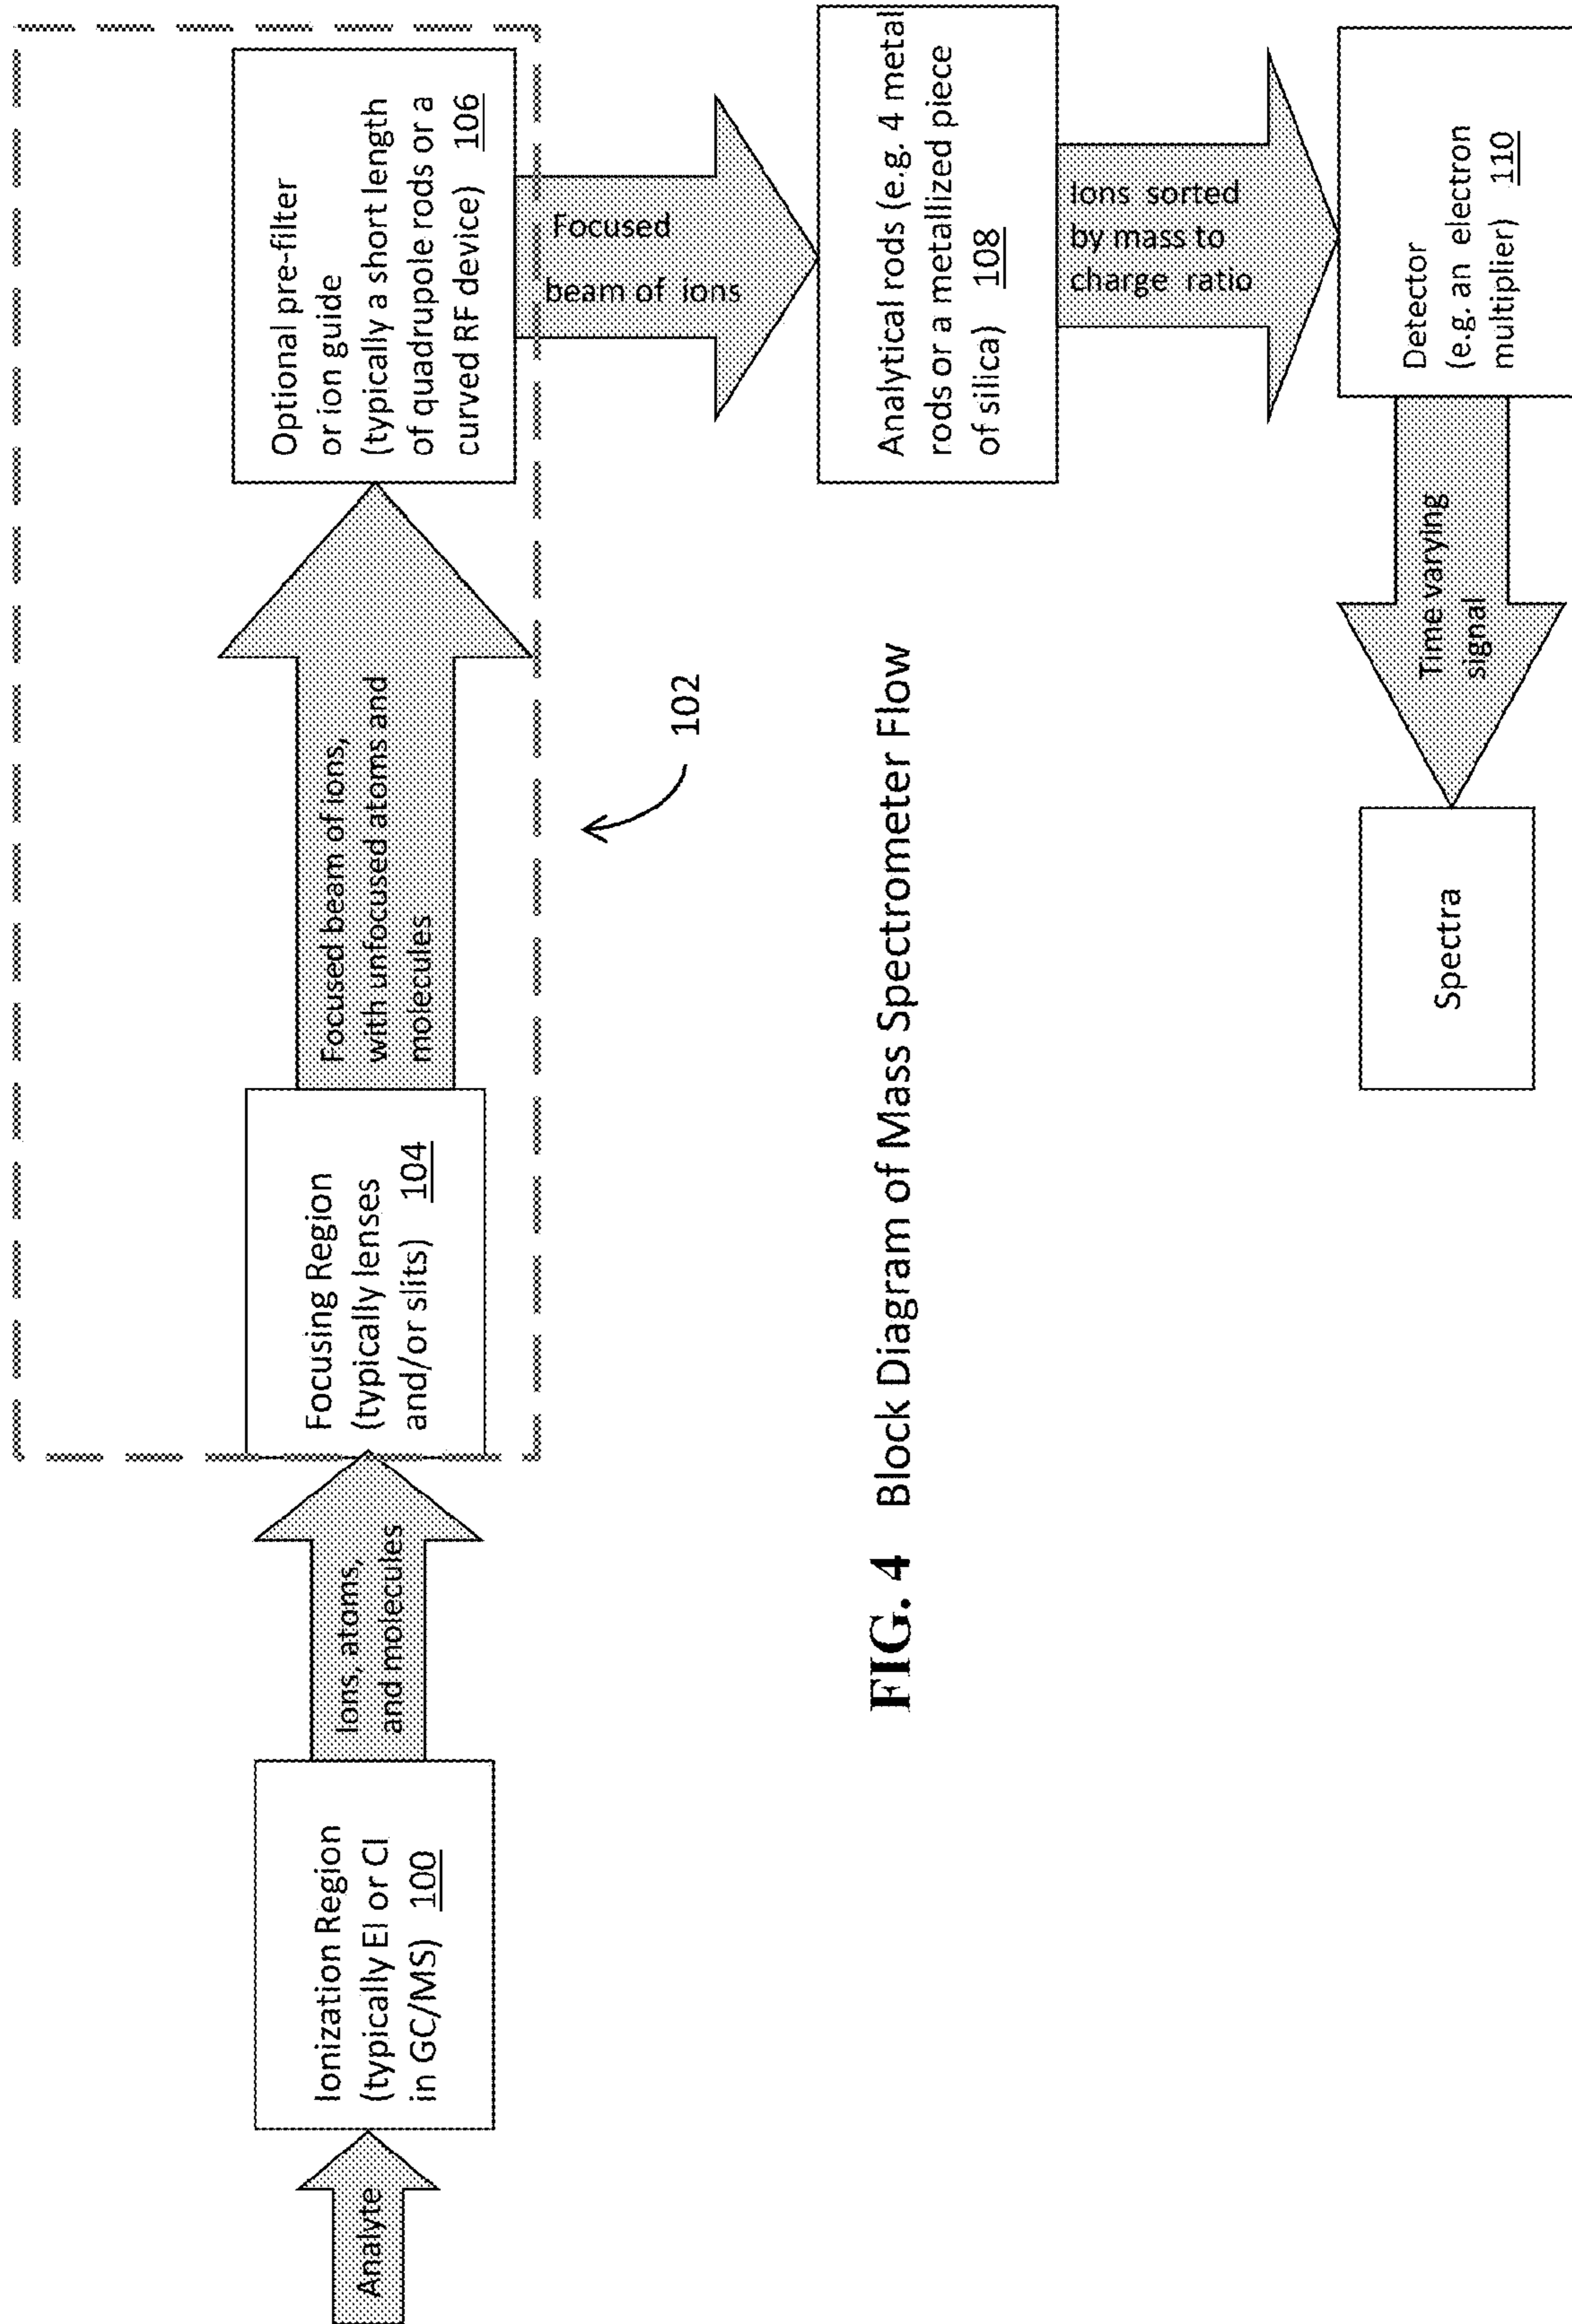 Analyte
Ionization Region
(typically EI or CI
in GC/MS) 100
Ions, atoms,
and molecules
Focusing Region
(typically lenses
and/or slits) 104
Focused beam of ions,
with unfocused atoms and
molecules
Optional pre-filter
or ion guide
(typically a short length
of quadrupole rods or a
curved RF device) 106
102
Focused
beam of ions
Analytical rods (e.g. 4 metal
rods or a metallized piece
of silica) 108
Ions sorted
by mass to
charge ratio
Detector
(e.g. an electron
multiplier) 110
Time varying
signal
Spectra
FIG. 4 Block Diagram of Mass Spectrometer Flow